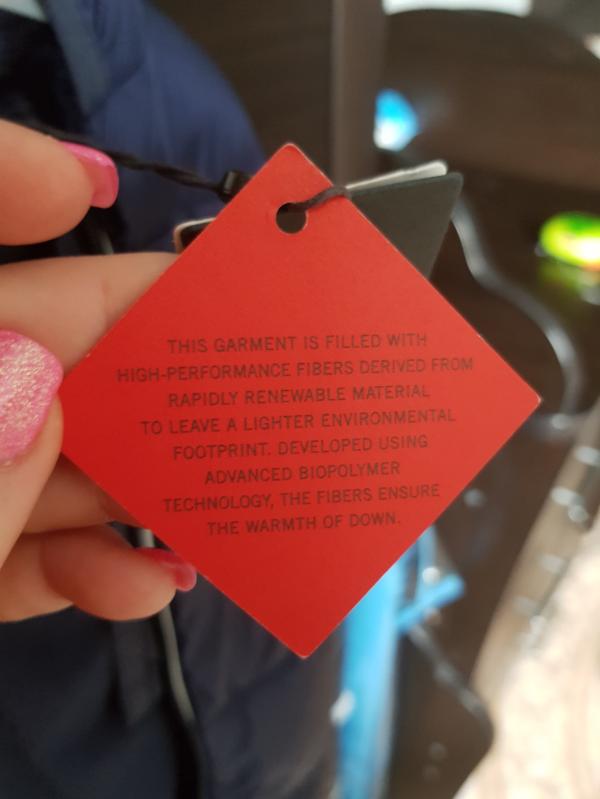 THIS GARMENT IS FILLED WITH
HIGH-PERFORMANCE FIBERS DERIVED FROM
RAPIDLY RENEWABLE MATERIAL
TO LEAVE A LIGHTER ENVIRONMENTAL
FOOTPRINT. DEVELOPED USING
ADVANCED BIOPOLYMER
TECHNOLOGY, THE FIBERS ENSURE
THE WARMTH OF DOWN.